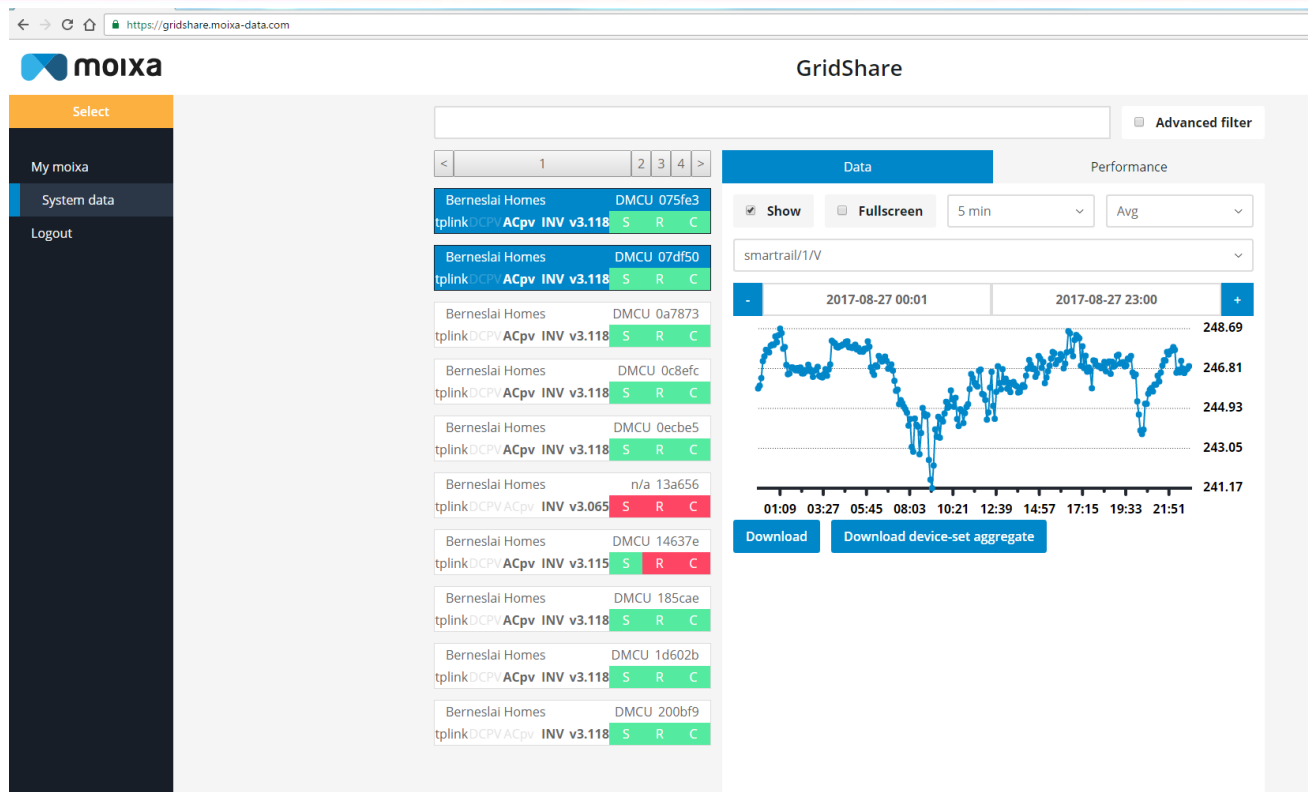 https://gridshare.moixa-data.com
moixa
GridShare
Select
My moixa
System data
Logout
Advanced filter
< 1 2 3 4 >
Berneslai Homes DMCU 075fe3
tplink DCPV ACpv INV v3.118 S R C
Berneslai Homes DMCU 07df50
tplink DCPV ACpv INV v3.118 S R C
Berneslai Homes DMCU 0a7873
tplink DCPV ACpv INV v3.118 S R C
Berneslai Homes DMCU 0c8efc
tplink DCPV ACpv INV v3.118 S R C
Berneslai Homes DMCU 0ecbe5
tplink DCPV ACpv INV v3.118 S R C
Berneslai Homes n/a 13a656
tplink DCPV ACpv INV v3.065 S R C
Berneslai Homes DMCU 14637e
tplink DCPV ACpv INV v3.115 S R C
Berneslai Homes DMCU 185cae
tplink DCPV ACpv INV v3.118 S R C
Berneslai Homes DMCU 1d602b
tplink DCPV ACpv INV v3.118 S R C
Berneslai Homes DMCU 200bf9
tplink DCPV ACpv INV v3.118 S R C
Data Performance
Show Fullscreen 5 min Avg
smartrail/1/V
- 2017-08-27 00:01 2017-08-27 23:00 +
248.69
246.81
244.93
243.05
241.17
01:09 03:27 05:45 08:03 10:21 12:39 14:57 17:15 19:33 21:51
Download Download device-set aggregate